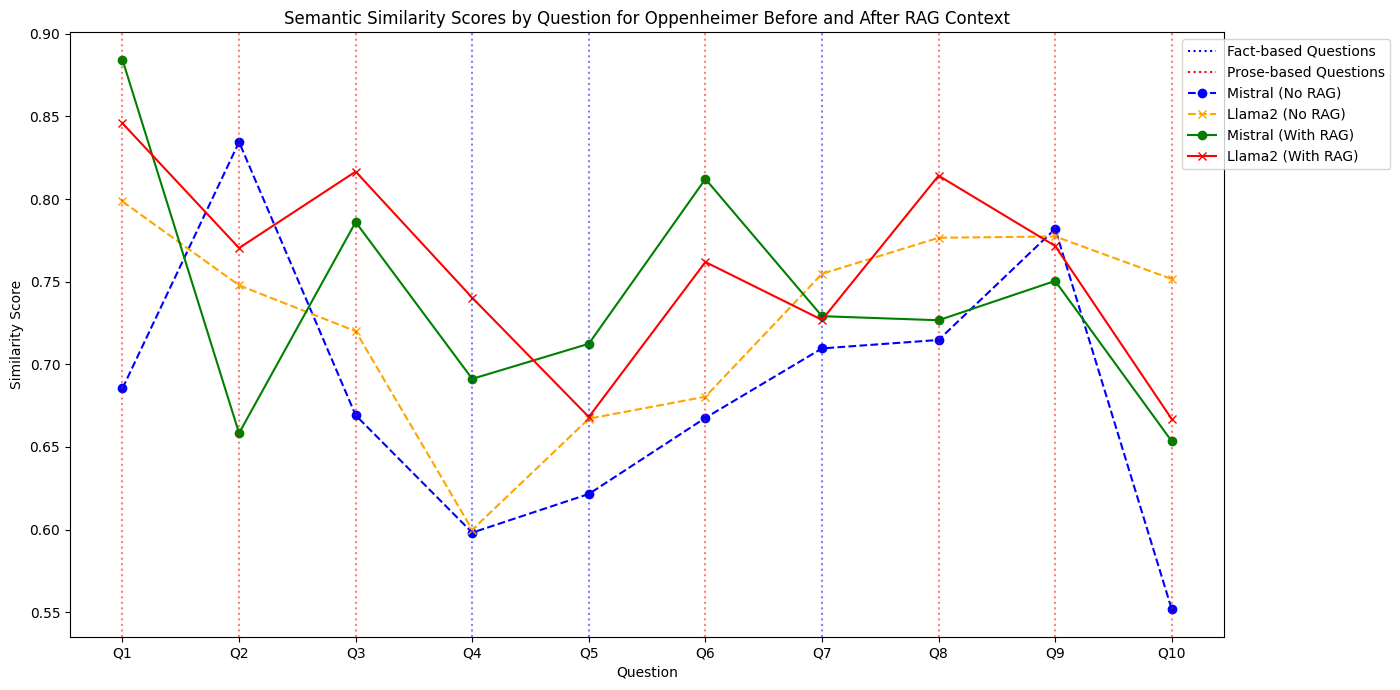 Semantic Similarity Scores by Question for Oppenheimer Before and After RAG Context
Similarity Score
0.90
0.85
0.80
0.75
0.70
0.65
0.60
0.55
Q1 Q2 Q3 Q4 Q5 Q6 Q7 Q8 Q9 Q10
Question
Fact-based Questions
Prose-based Questions
Mistral (No RAG)
Llama2 (No RAG)
Mistral (With RAG)
Llama2 (With RAG)